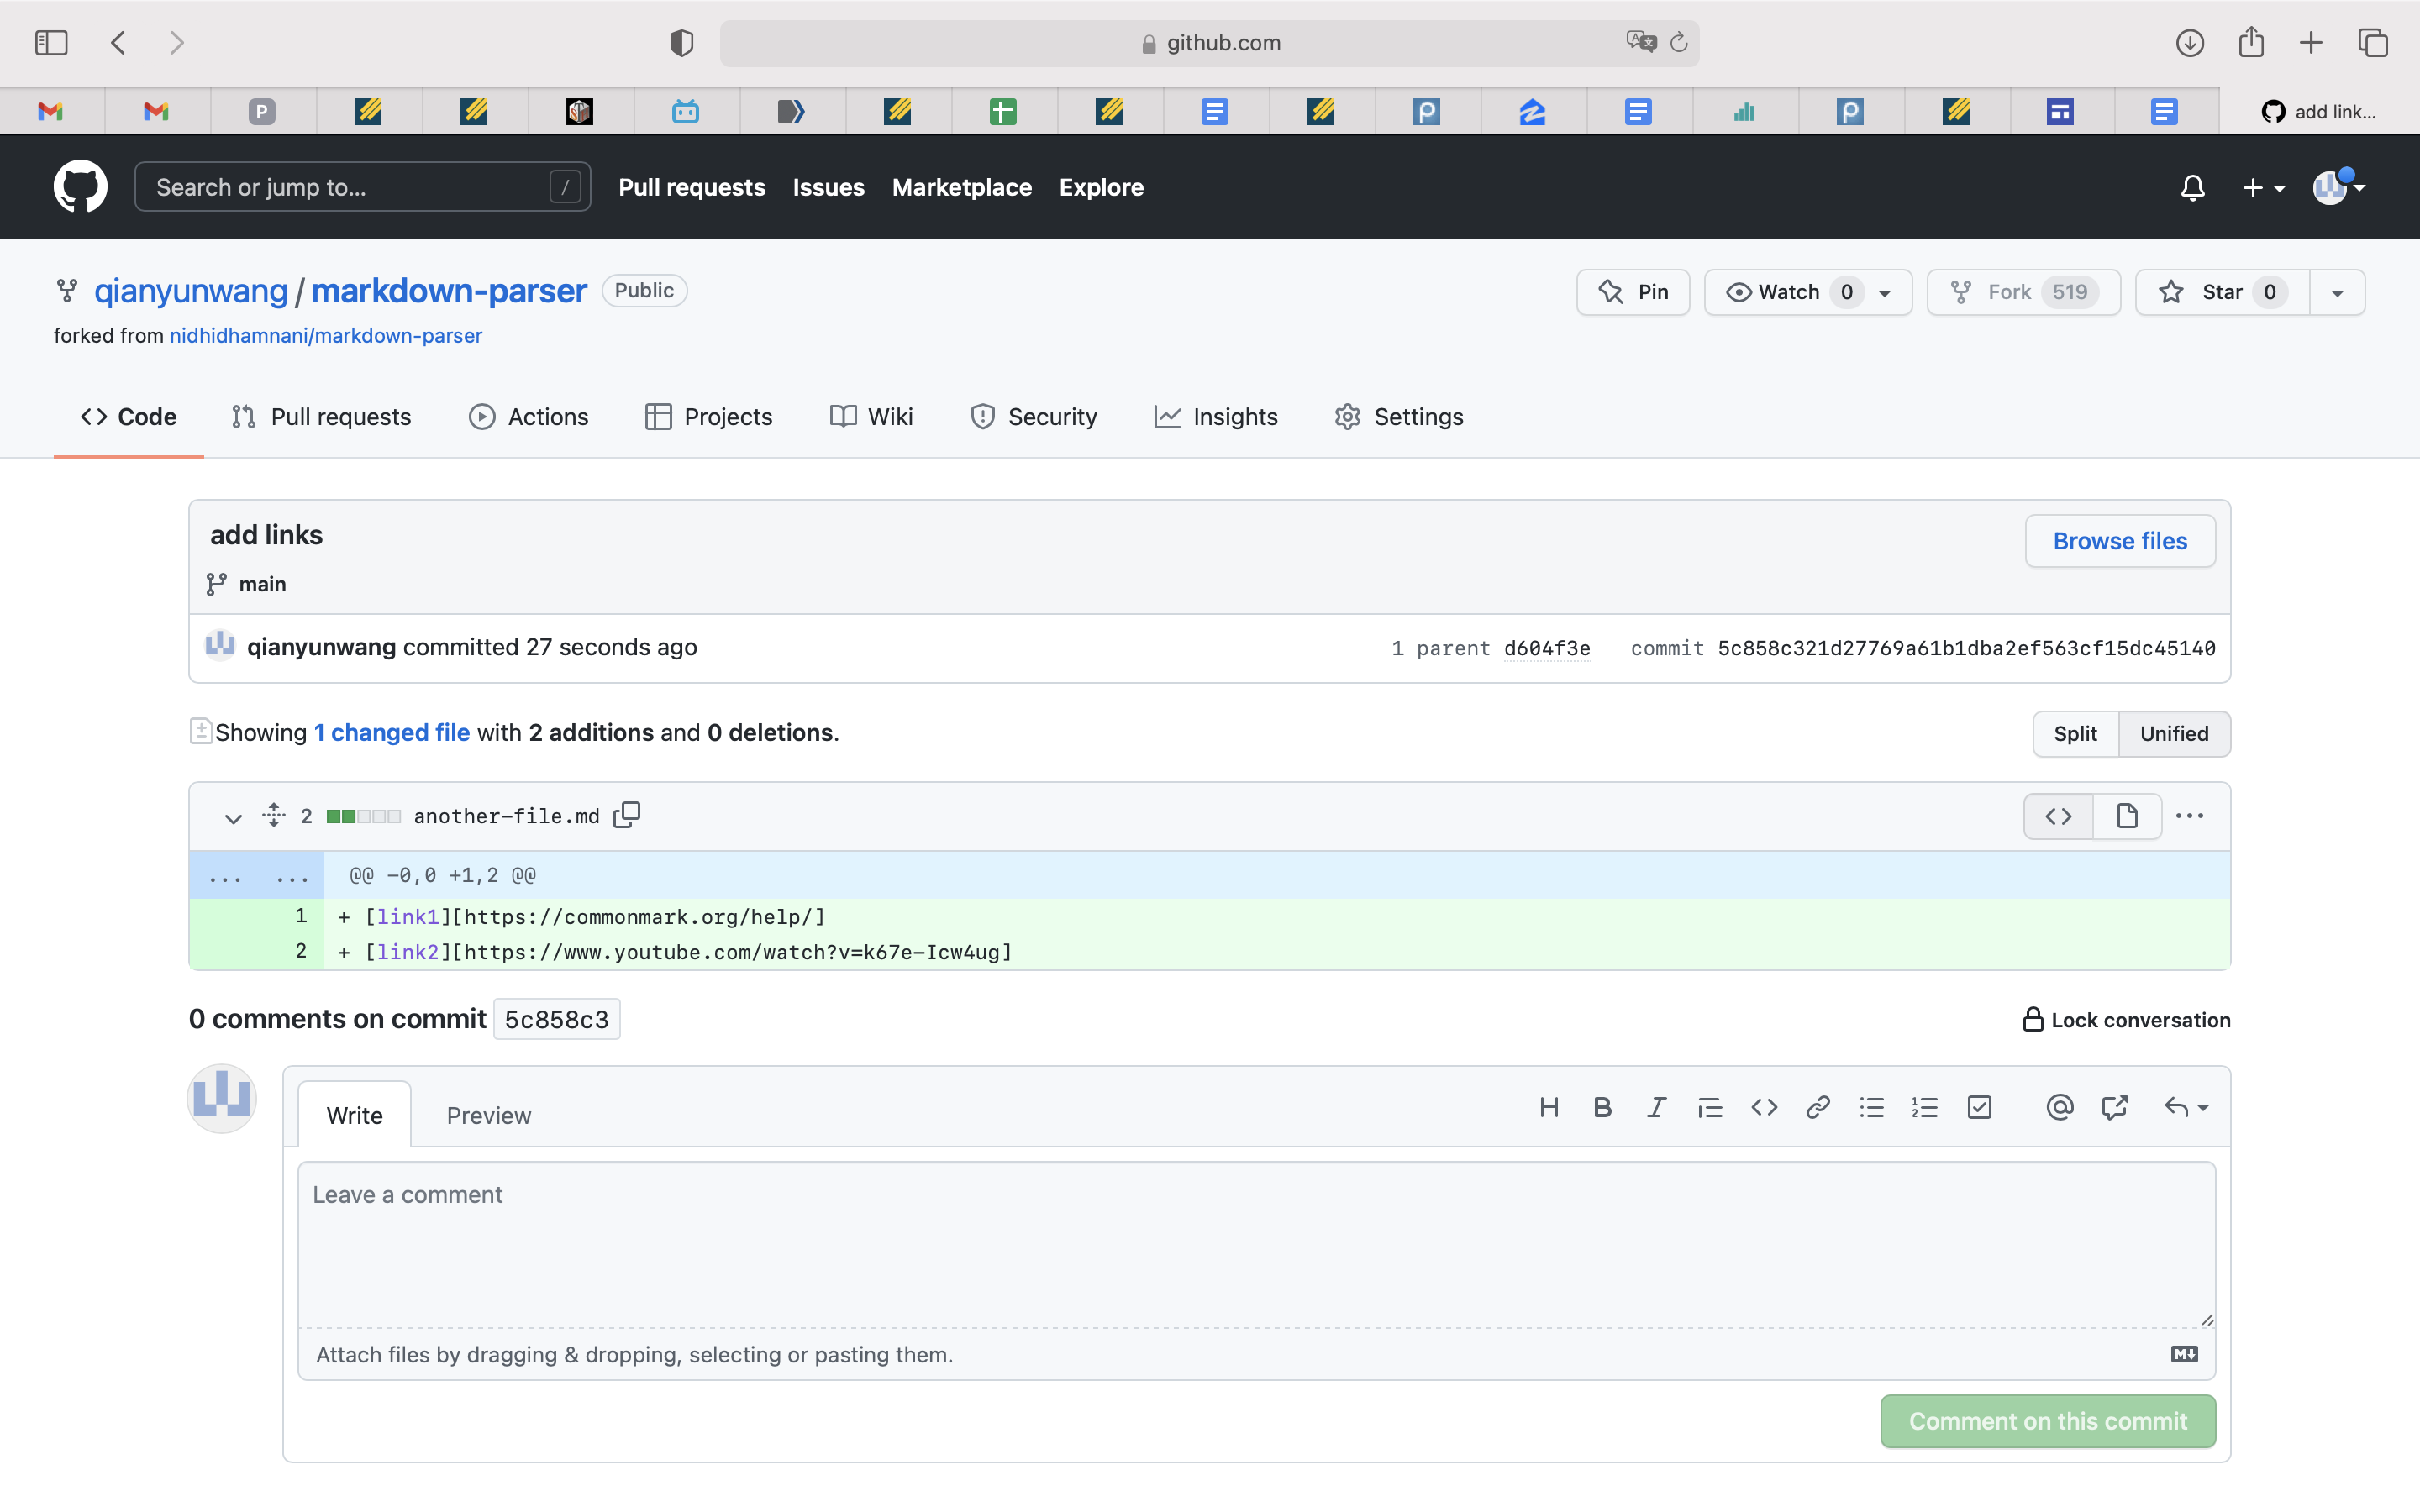 github.com
P
add link...
Search or jump to...
/
Pull requests
Issues
Marketplace
Explore
qianyunwang / markdown-parser
Public
Pin
Watch 0
Fork 519
Star 0
forked from nidhidhamnani/markdown-parser
Code
Pull requests
Actions
Projects
Wiki
Security
Insights
Settings
add links
Browse files
main
qianyunwang committed 27 seconds ago
1 parent d604f3e
commit 5c858c321d27769a61b1dba2ef563cf15dc45140
Showing 1 changed file with 2 additions and 0 deletions.
Split
Unified
2
another-file.md
... ... @@ -0,0 +1,2 @@
1 + [link1][https://commonmark.org/help/]
2 + [link2][https://www.youtube.com/watch?v=k67e-Icw4ug]
0 comments on commit 5c858c3
Lock conversation
Write
Preview
Leave a comment
Attach files by dragging & dropping, selecting or pasting them.
Comment on this commit